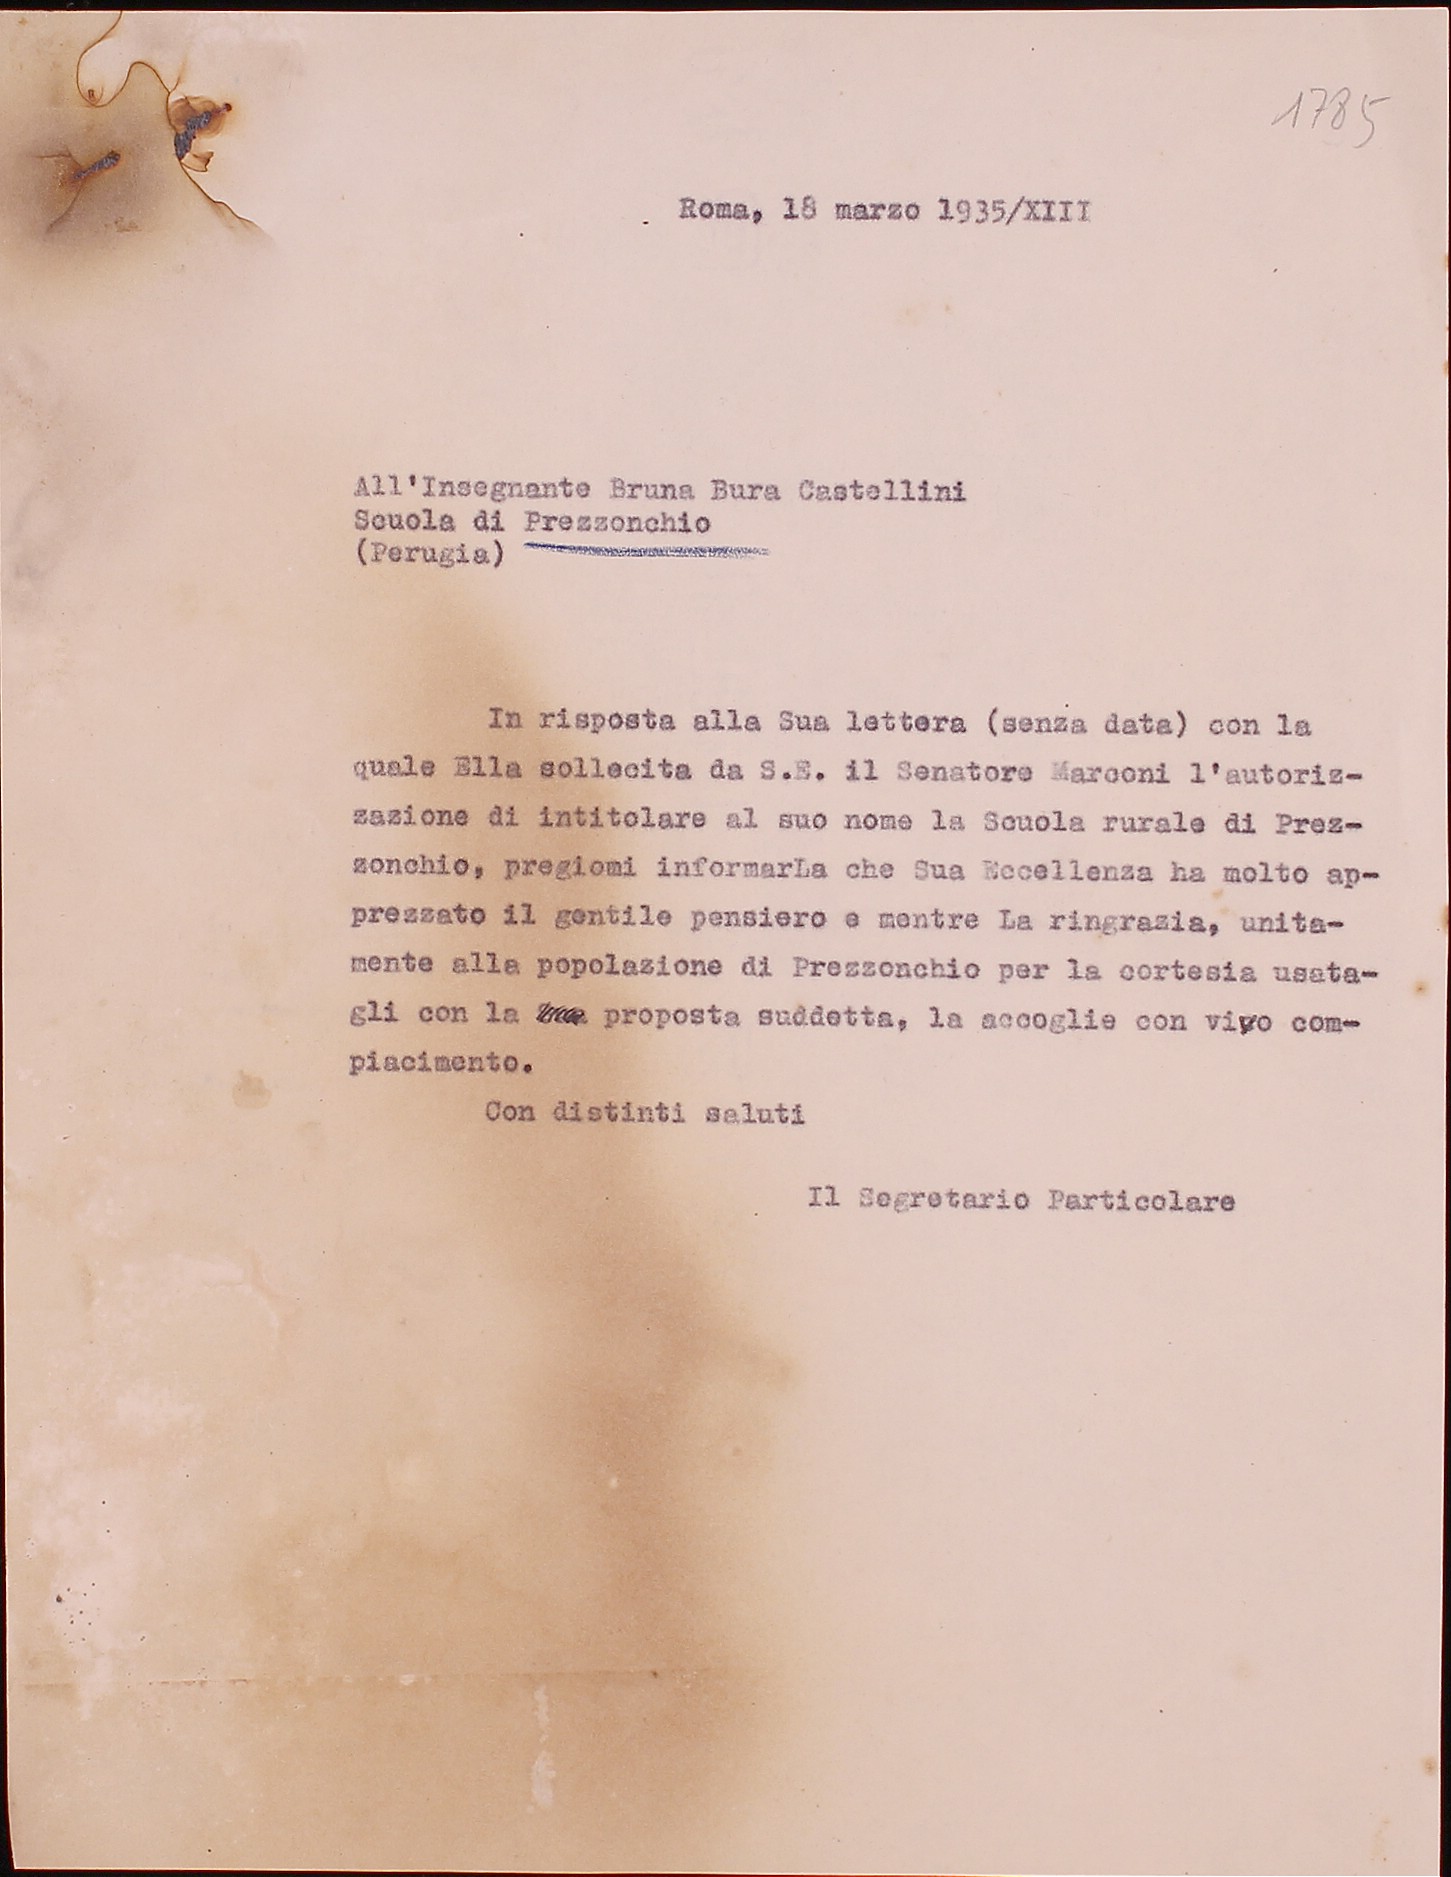 1785
Roma, 18 marzo 1935/XIII
All'Insegnante Bruna Bura Castellini
Scuola di Prezzonchio
(Perugia)
In risposta alla Sua lettera (senza data) con la
quale Ella sollecita da S.E. il Senatore Marconi l'autoriz-
zazione di intitolare al suo nome la Scuola rurale di Prez-
zonchio, pregiomi informarLa che Sua Eccellenza ha molto ap-
prezzato il gentile pensiero e mentre La ringrazia, unita-
mente alla popolazione di Prezzonchio per la cortesia usata-
gli con la proposta suddetta, la accoglie con vivo com-
piacimento.
Con distinti saluti
Il Segretario Particolare